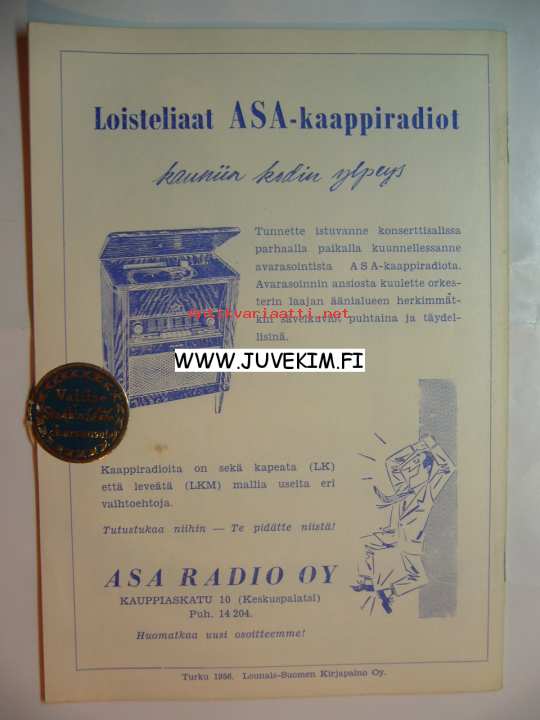 Loisteliaat ASA-kaappiradiot
kauniin kodin ylpeys
Tunnette istuvanne konserttisalissa
parhaalla paikalla kuunnellessanne
avarasointista ASA-kaappiradiota.
Avarasoinnin ansiosta kuulette orkes-
terin laajan äänialueen herkimmät-
kin sävelkuviot puhtaina ja täydel-
lisinä.
WWW.JUVEKIM.FI
Kaappiradioita on sekä kapeata (LK)
että leveätä (LKM) mallia useita eri
vaihtoehtoja.
Tutustukaa niihin — Te pidätte niistä!
ASA RADIO OY
KAUPPIASKATU 10 (Keskuspalatsi)
Puh. 14 204.
Huomatkaa uusi osoitteemme!
Turku 1956. Lounais-Suomen Kirjapaino Oy.